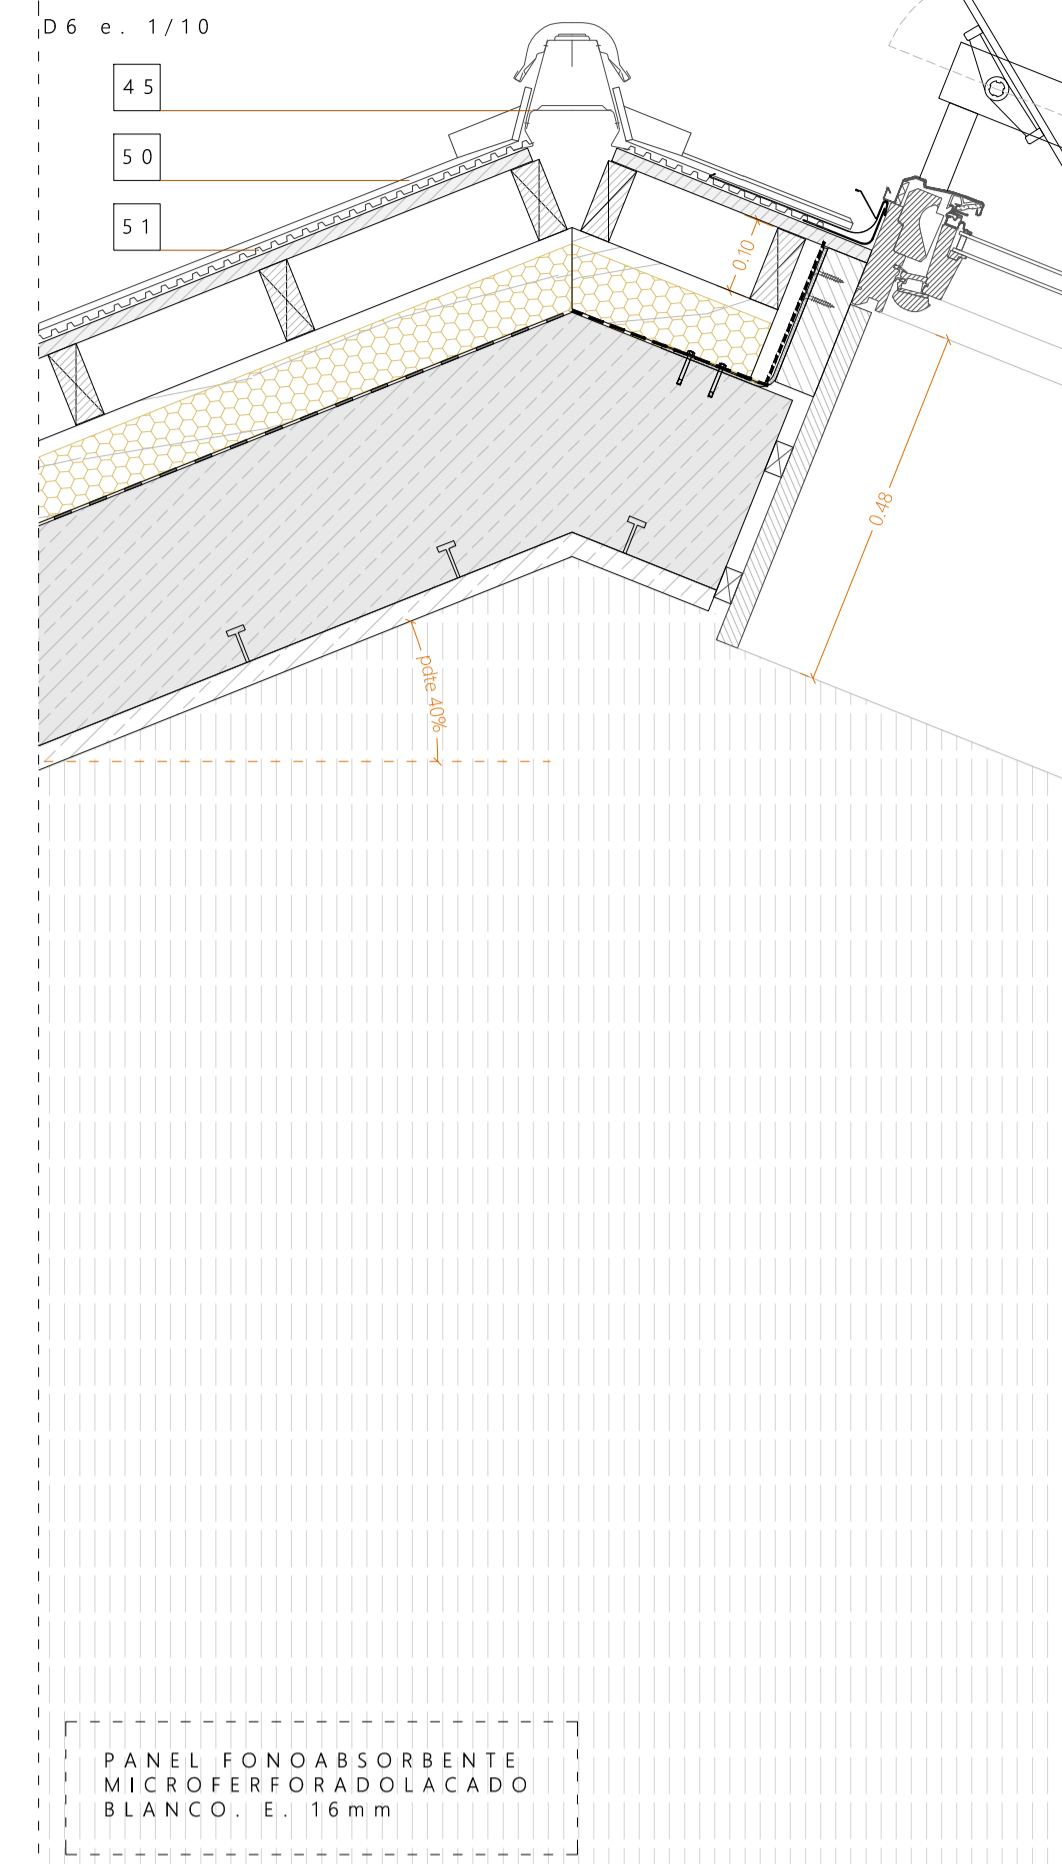 D6 e. 1/10
45
50
51
0.10
0.48
pdte 40%
PANEL FONOABSORBENTE
MICROFERFORADOLACADO
BLANCO. E. 16mm